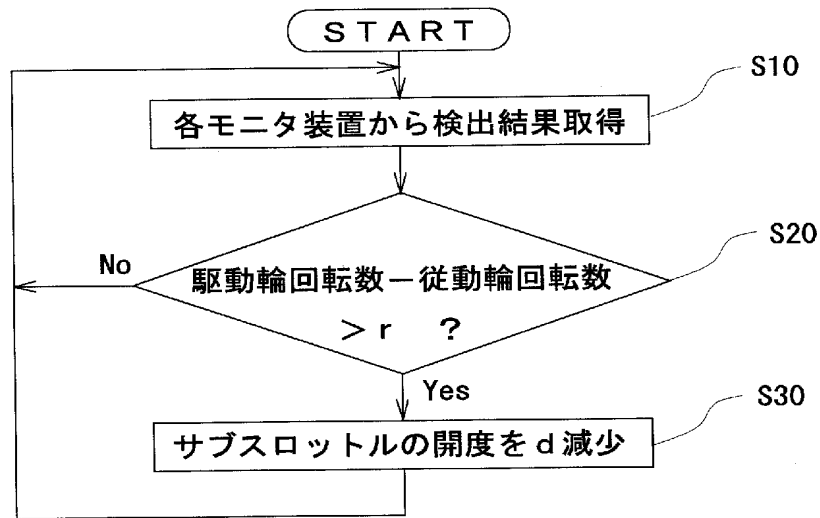 ＳＴＡＲＴ
S10
各モニタ装置から検出結果取得
S20
No
駆動輪回転数－従動輪回転数
＞ｒ ？
Yes
S30
サブスロットルの開度をｄ減少